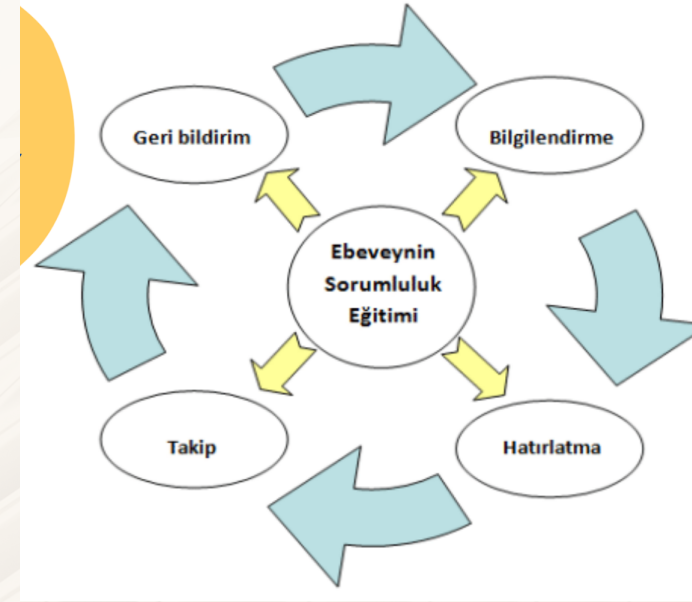 Geri bildirim
Bilgilendirme
Ebeveynin
Sorumluluk
Eğitimi
Takip
Hatırlatma